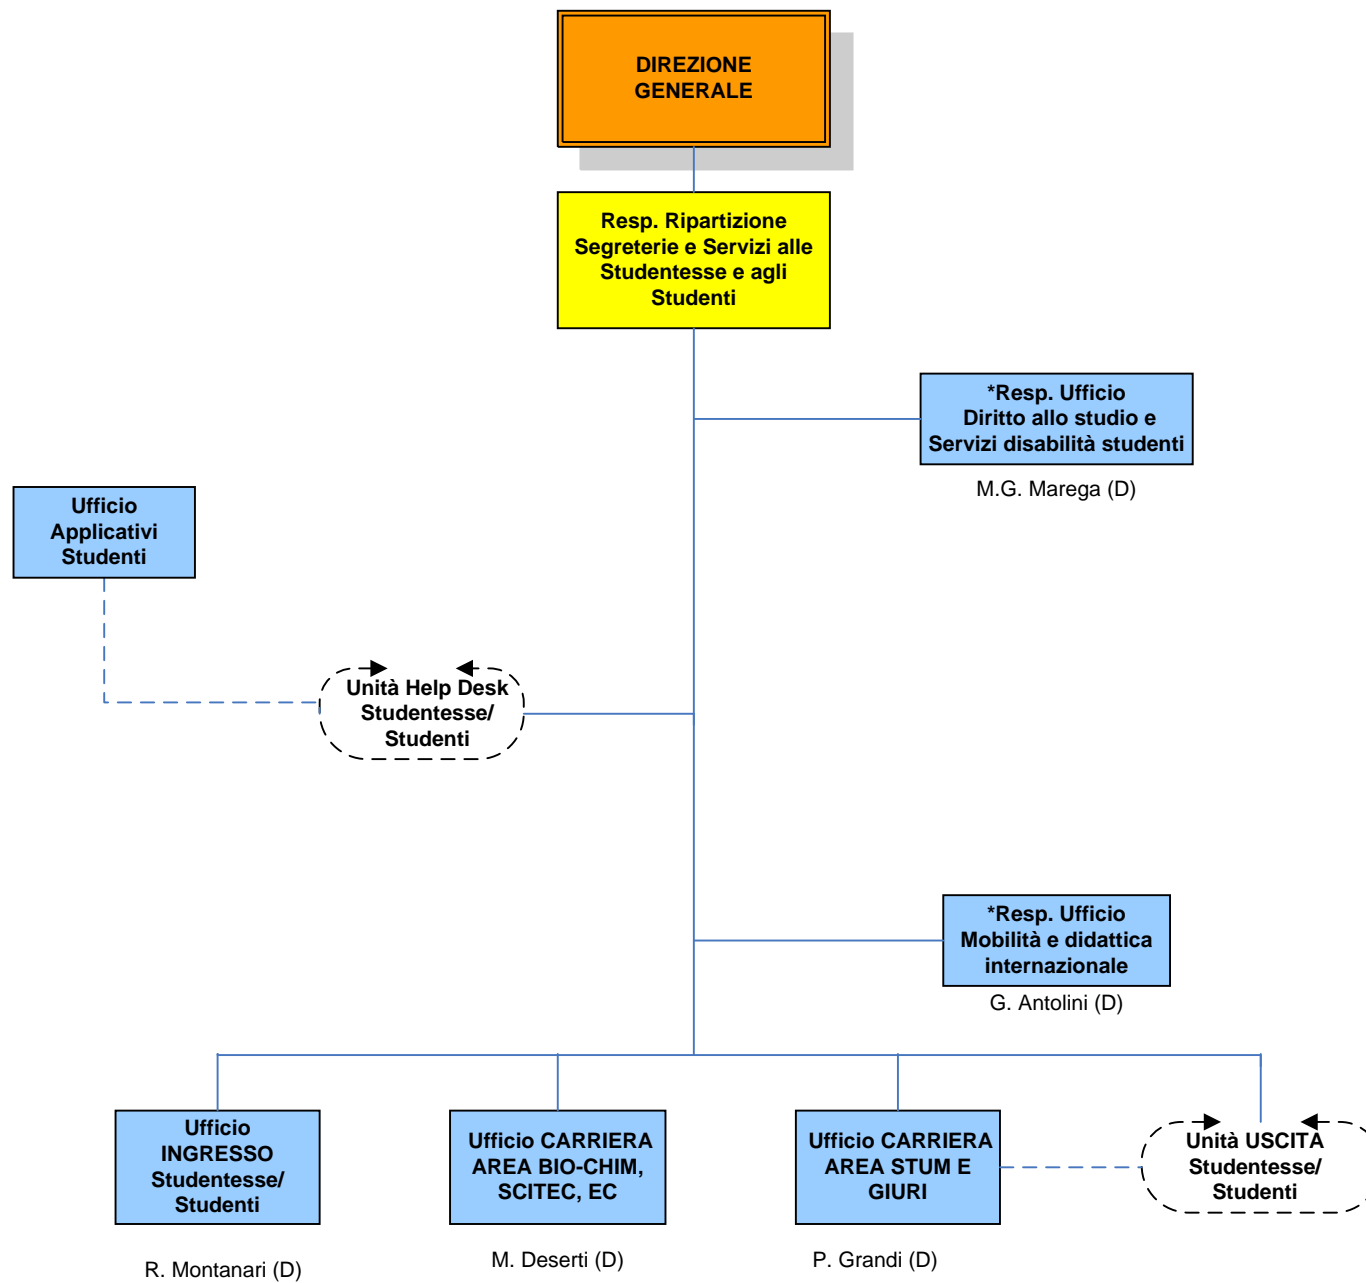 DIREZIONE
GENERALE
Resp. Ripartizione
Segreterie e Servizi alle
Studentesse e agli
Studenti
*Resp. Ufficio
Diritto allo studio e
Servizi disabilità studenti
M.G. Marega (D)
Ufficio
Applicativi
Studenti
Unità Help Desk
Studentesse/
Studenti
*Resp. Ufficio
Mobilità e didattica
internazionale
G. Antolini (D)
Ufficio
INGRESSO
Studentesse/
Studenti
R. Montanari (D)
Ufficio CARRIERA
AREA BIO-CHIM,
SCITEC, EC
M. Deserti (D)
Ufficio CARRIERA
AREA STUM E
GIURI
P. Grandi (D)
Unità USCITA
Studentesse/
Studenti